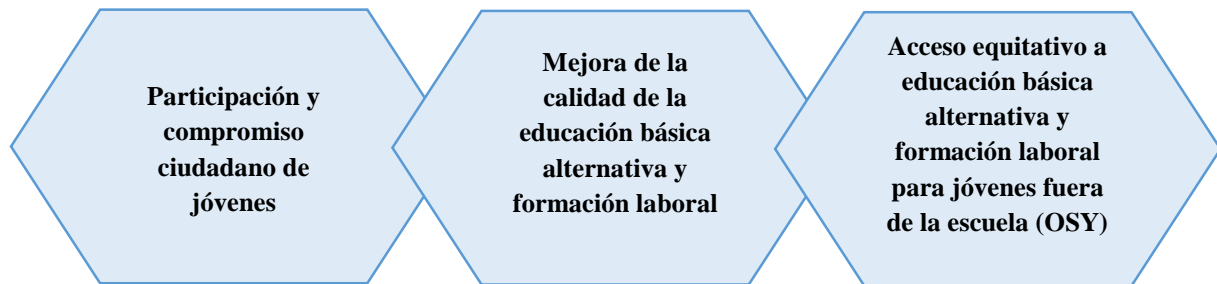 Participación y
compromiso
ciudadano de
jóvenes
Mejora de la
calidad de la
educación básica
alternativa y
formación laboral
Acceso equitativo a
educación básica
alternativa y
formación laboral
para jóvenes fuera
de la escuela (OSY)